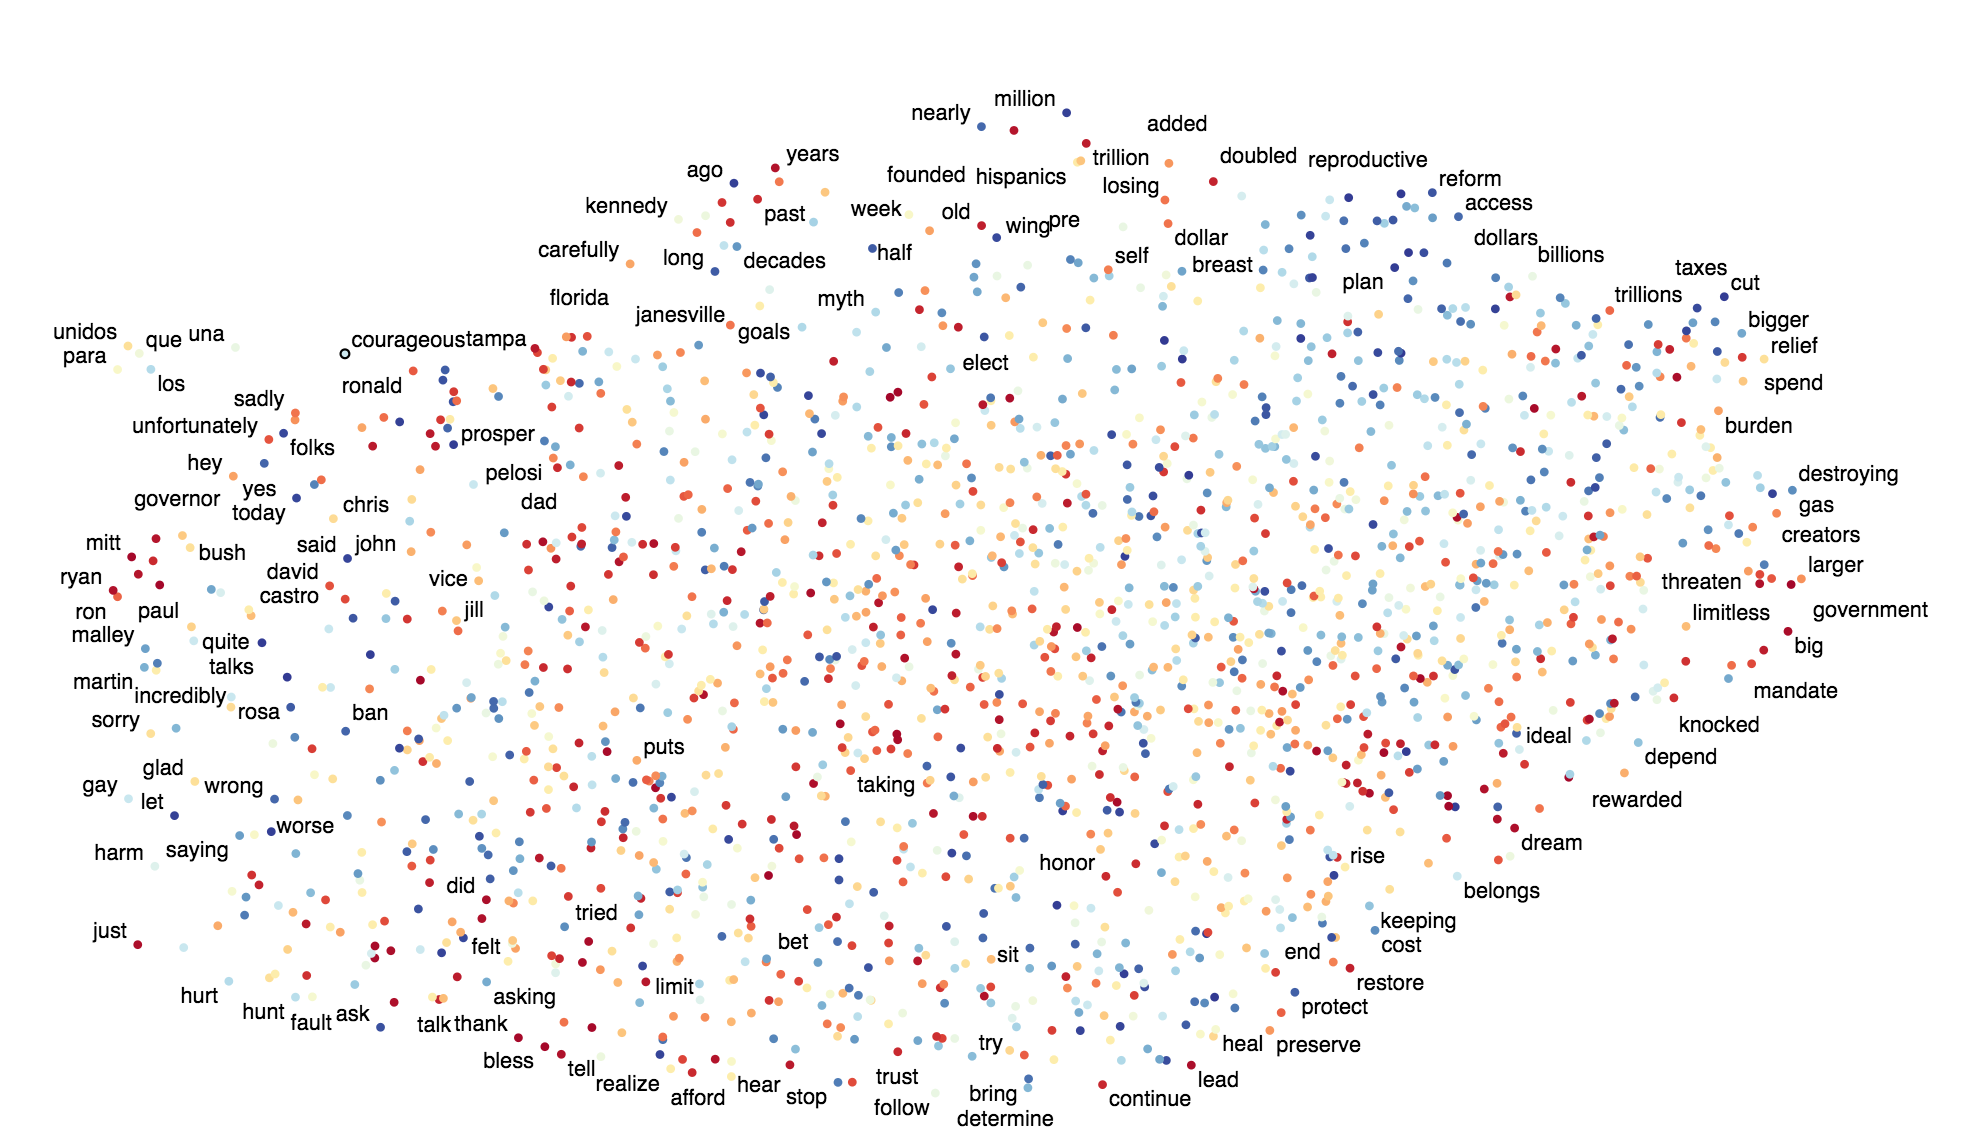 million
nearly
added
years
trillion
doubled
reproductive
ago
founded
hispanics
losing
reform
kennedy
past
week
old
wing
pre
access
carefully
long
decades
half
self
dollar
breast
dollars
billions
taxes
cut
florida
myth
plan
trillions
janesville
goals
bigger
unidos
que
una
courageous
tampa
relief
para
los
ronald
elect
spend
sadly
unfortunately
folks
prosper
burden
hey
pelosi
destroying
governor
yes
today
chris
dad
gas
mitt
bush
said
john
creators
ryan
david
castro
vice
threaten
larger
ron
paul
jill
limitless
government
malley
quite
talks
big
martin
incredibly
rosa
ban
mandate
sorry
knocked
ideal
puts
depend
glad
gay
let
wrong
taking
rewarded
worse
harm
saying
honor
rise
dream
did
belongs
just
tried
felt
bet
sit
end
keeping
cost
hurt
hunt
fault
ask
asking
limit
restore
talk
thank
protect
bless
tell
realize
afford
hear
stop
trust
follow
try
bring
determine
heal
preserve
lead
continue